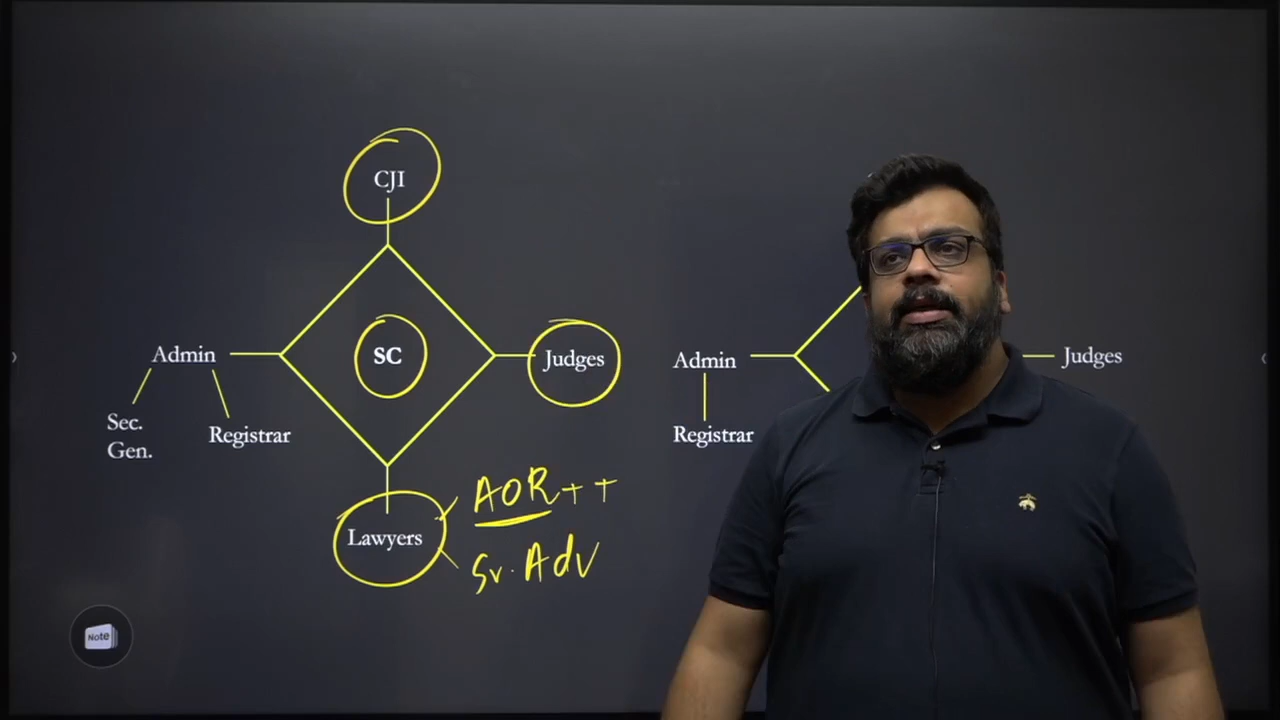 CJI
Admin
SC
Judges
Sec.
Gen.
Registrar
Lawyers
AOR++
Sr. Adv
Admin
Judges
Registrar
Note